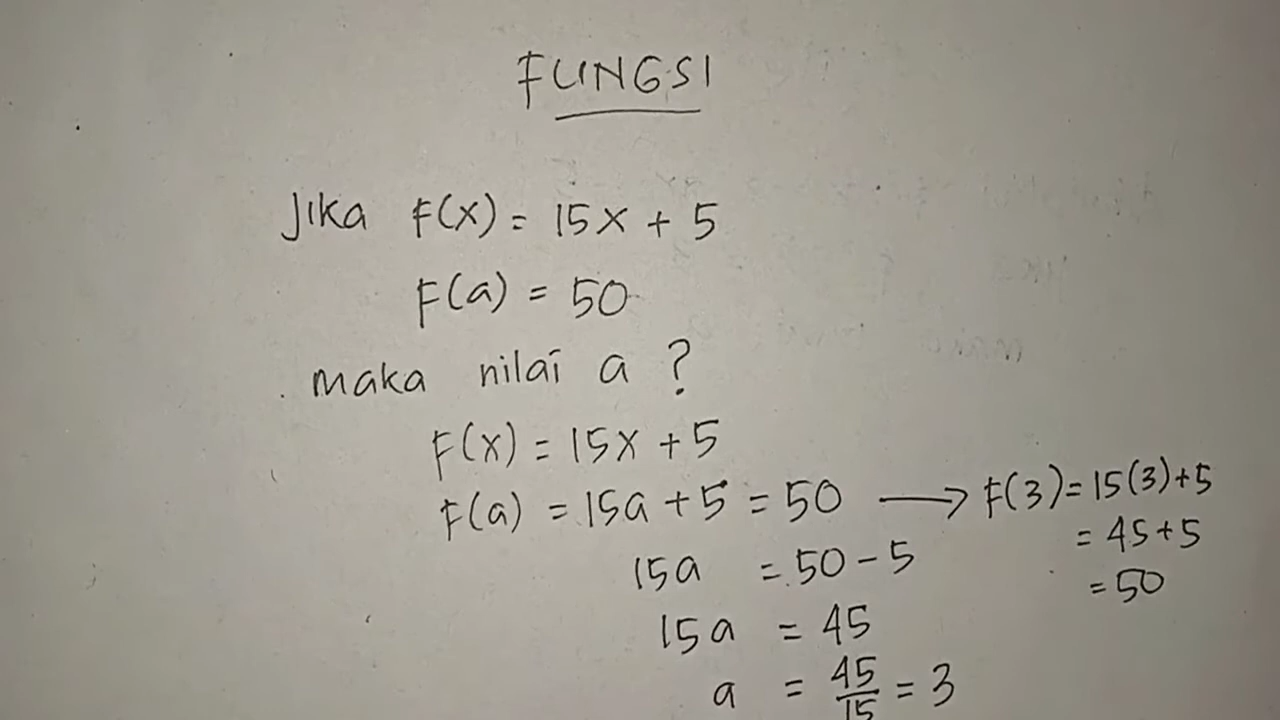 FUNGSI
Jika F(x) = 15x + 5
F(a) = 50
maka nilai a ?
F(x) = 15x + 5
F(a) = 15a + 5 = 50 → F(3) = 15(3)+5
= 45+5
15a = 50 - 5
= 50
15a = 45
a = 45/15 = 3